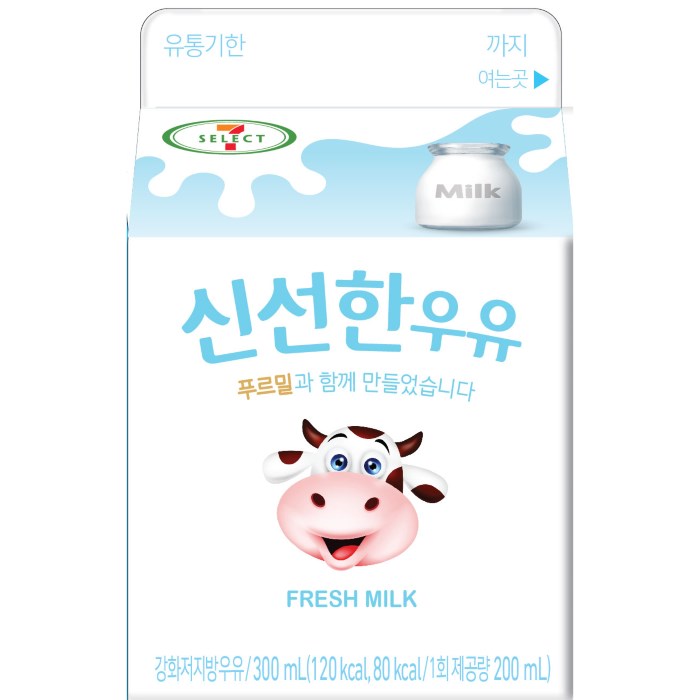 유통기한 까지
여는곳 ▶
7 SELECT
Milk
신선한우유
푸르밀과 함께 만들었습니다
FRESH MILK
강화저지방우유/300 mL(120 kcal, 80 kcal/1회 제공량 200 mL)